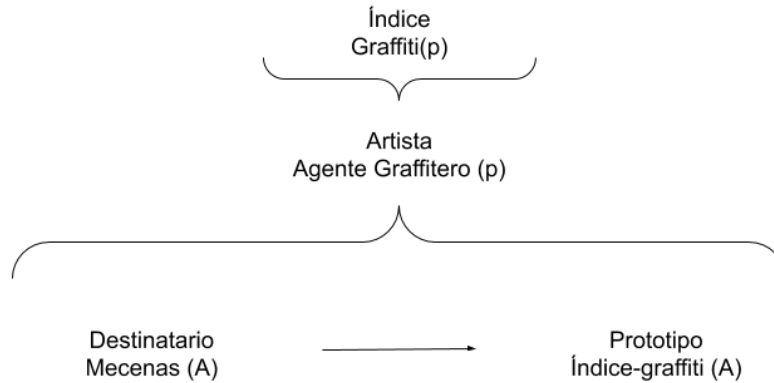 Índice
Graffiti(p)
Artista
Agente Graffitero (p)
Destinatario
Mecenas (A)
Prototipo
Índice-graffiti (A)